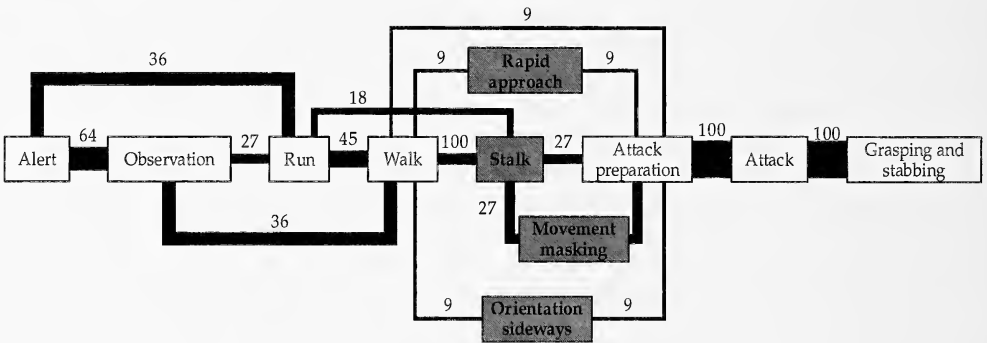 9
9
Rapid
approach
9
36
18
Alert
64
Observation
27
Run
45
Walk
100
Stalk
27
Attack
preparation
100
Attack
100
Grasping and
stabbing
27
Movement
masking
36
9
Orientation
sideways
9